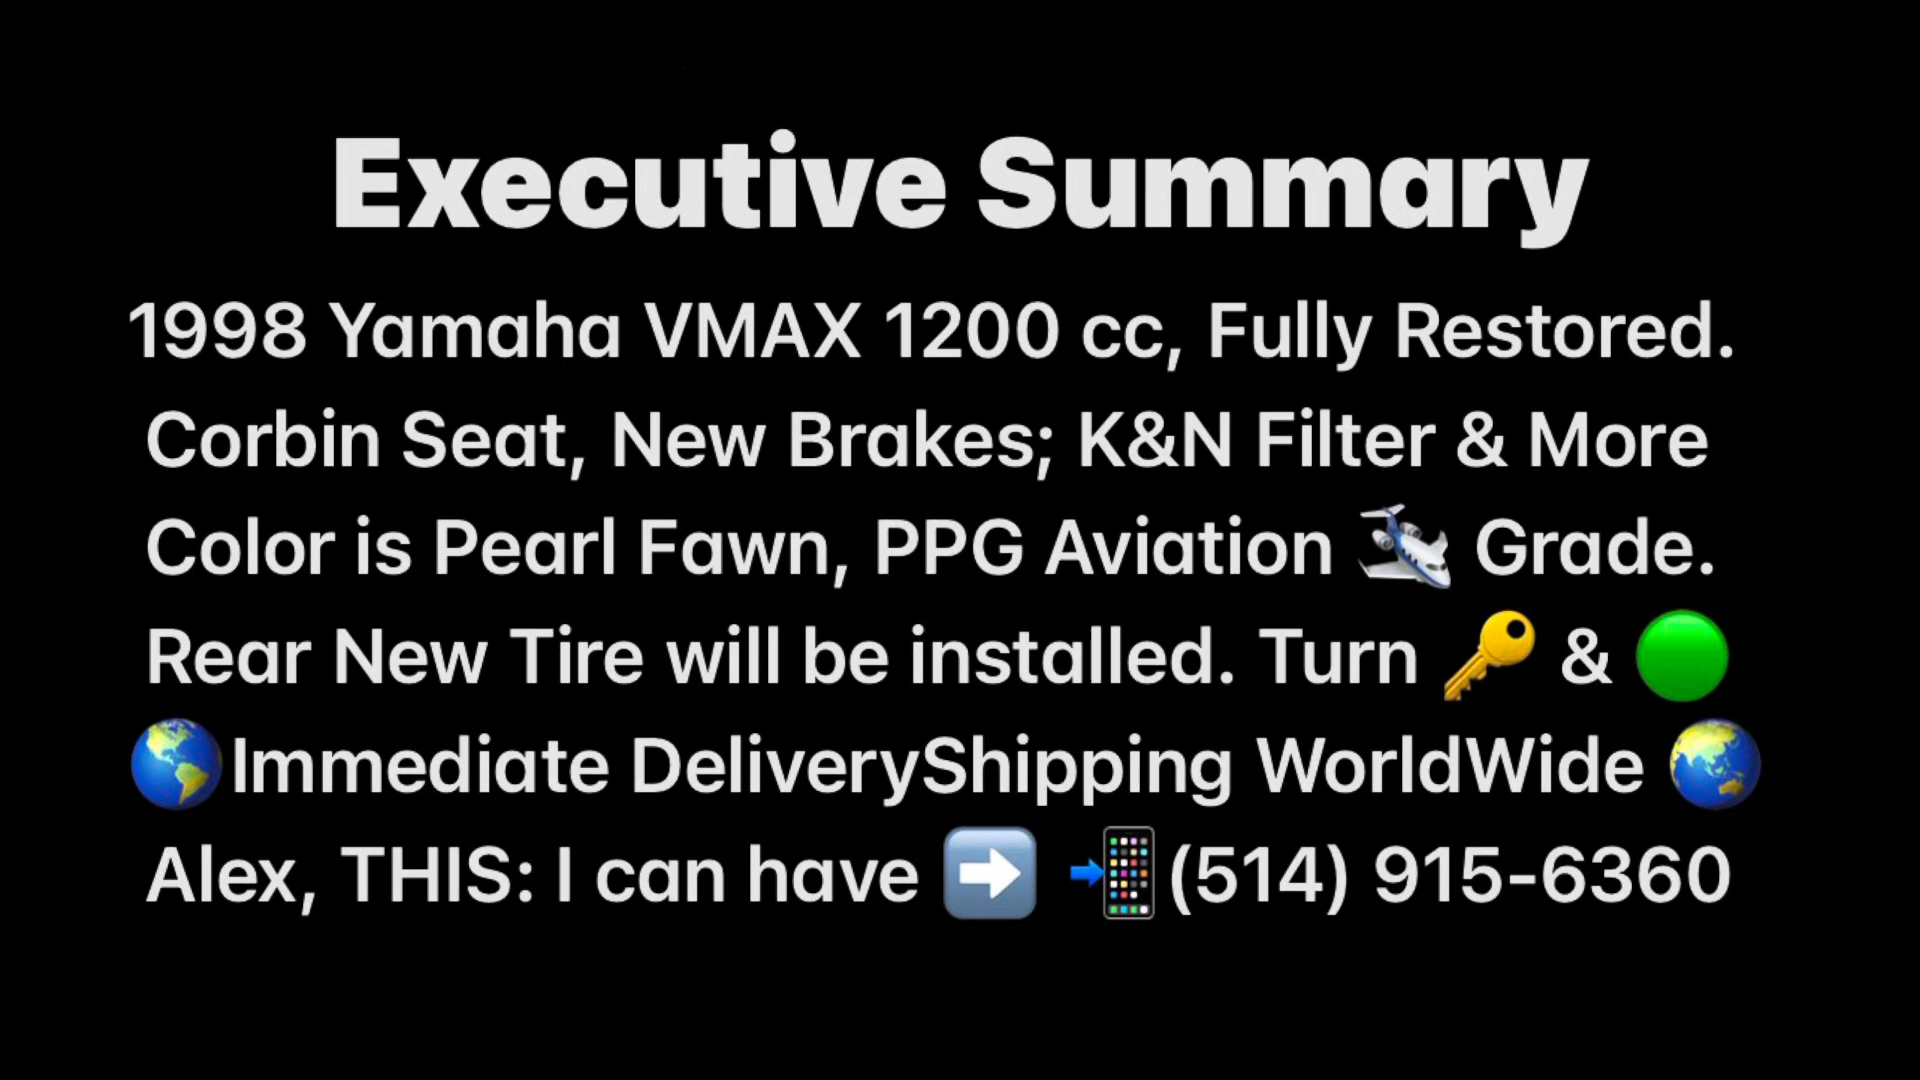 Executive Summary
1998 Yamaha VMAX 1200 cc, Fully Restored.
Corbin Seat, New Brakes; K&N Filter & More
Color is Pearl Fawn, PPG Aviation 🛩️ Grade.
Rear New Tire will be installed. Turn 🔑 & 🟢
🌎Immediate DeliveryShipping WorldWide 🌏
Alex, THIS: I can have ➡️ 📲(514) 915-6360